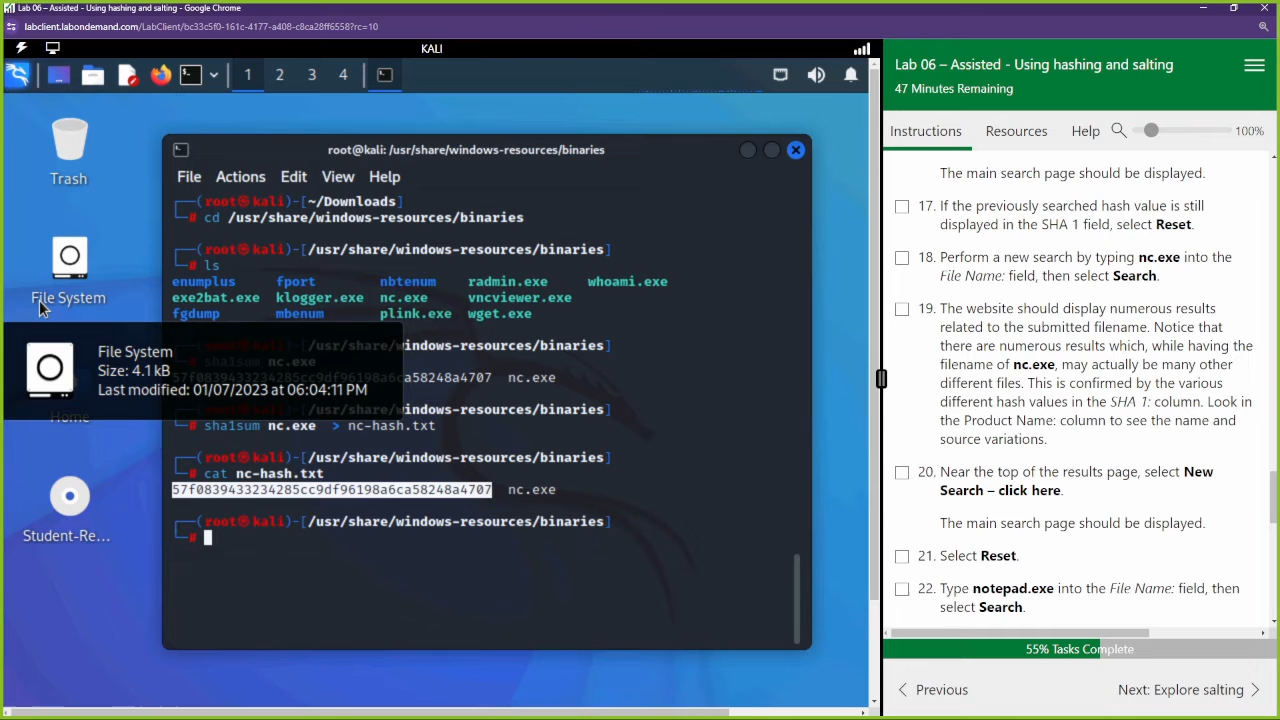 Lab 06 – Assisted - Using hashing and salting - Google Chrome
labclient.labondemand.com/LabClient/bc33c5f0-161c-4177-a408-c8ca28ff6558?rc=10
KALI
1 2 3 4
Trash
File System
File System
Size: 4.1 kB
Last modified: 01/07/2023 at 06:04:11 PM
Home
Student-Re...
root@kali: /usr/share/windows-resources/binaries
File Actions Edit View Help
(root㉿kali)-[~/Downloads]
# cd /usr/share/windows-resources/binaries
(root㉿kali)-[/usr/share/windows-resources/binaries]
# ls
enumplus fport nbtenum radmin.exe whoami.exe
exe2bat.exe klogger.exe nc.exe vncviewer.exe
fgdump mbenum plink.exe wget.exe
/usr/share/windows-resources/binaries]
# sha1sum nc.exe
57f0839433234285cc9df96198a6ca58248a4707 nc.exe
/usr/share/windows-resources/binaries]
# sha1sum nc.exe > nc-hash.txt
(root㉿kali)-[/usr/share/windows-resources/binaries]
# cat nc-hash.txt
57f0839433234285cc9df96198a6ca58248a4707 nc.exe
(root㉿kali)-[/usr/share/windows-resources/binaries]
#
Lab 06 – Assisted - Using hashing and salting
47 Minutes Remaining
Instructions Resources Help 100%
The main search page should be displayed.
17. If the previously searched hash value is still
displayed in the SHA 1 field, select Reset.
18. Perform a new search by typing nc.exe into the
File Name: field, then select Search.
19. The website should display numerous results
related to the submitted filename. Notice that
there are numerous results which, while having the
filename of nc.exe, may actually be many other
different files. This is confirmed by the various
different hash values in the SHA 1: column. Look in
the Product Name: column to see the name and
source variations.
20. Near the top of the results page, select New
Search – click here.
The main search page should be displayed.
21. Select Reset.
22. Type notepad.exe into the File Name: field, then
select Search.
55% Tasks Complete
Previous
Next: Explore salting